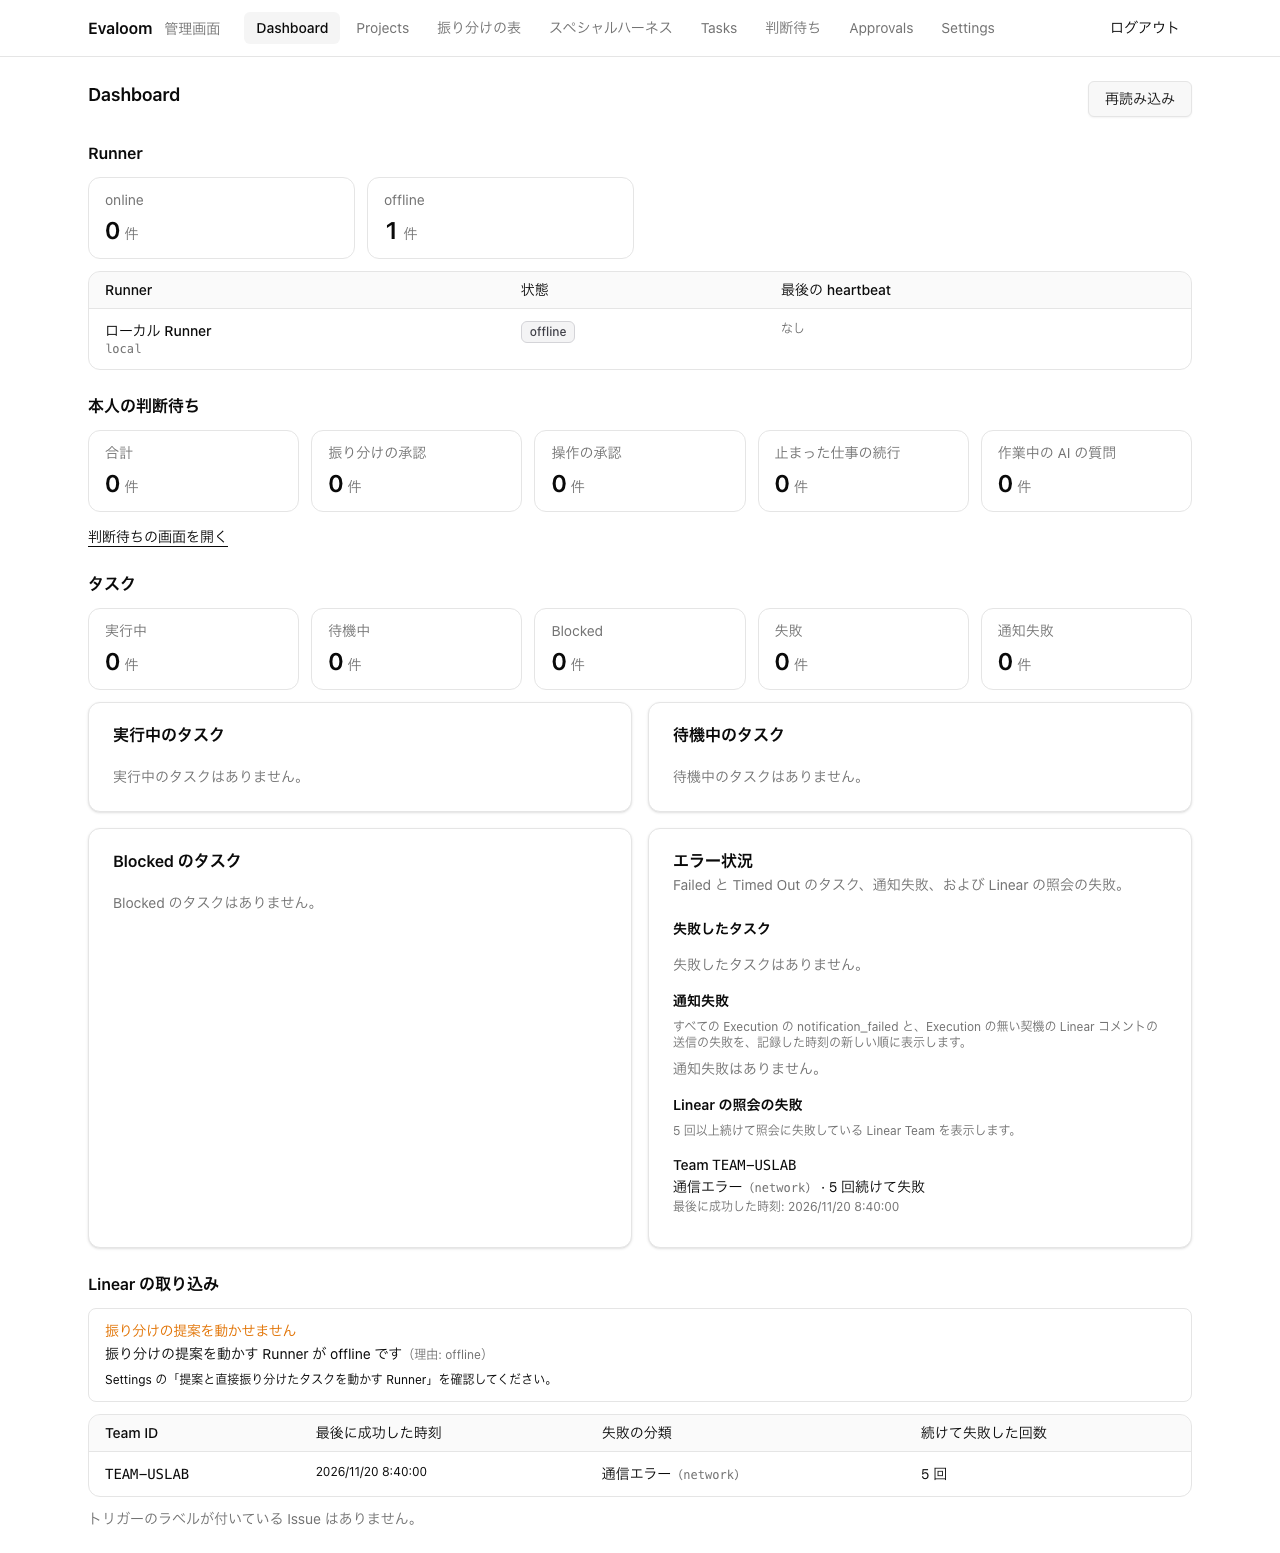 Evaloom 管理画面 Dashboard Projects 振り分けの表 スペシャルハーネス Tasks 判断待ち Approvals Settings ログアウト
Dashboard 再読み込み
Runner
online offline
0 件 1 件
Runner 状態 最後の heartbeat
ローカル Runner offline なし
local
本人の判断待ち
合計 振り分けの承認 操作の承認 止まった仕事の続行 作業中の AI の質問
0 件 0 件 0 件 0 件 0 件
判断待ちの画面を開く
タスク
実行中 待機中 Blocked 失敗 通知失敗
0 件 0 件 0 件 0 件 0 件
実行中のタスク
実行中のタスクはありません。
待機中のタスク
待機中のタスクはありません。
Blocked のタスク
Blocked のタスクはありません。
エラー状況
Failed と Timed Out のタスク、通知失敗、および Linear の照会の失敗。
失敗したタスク
失敗したタスクはありません。
通知失敗
すべての Execution の notification_failed と、Execution の無い契機の Linear コメントの
送信の失敗を、記録した時刻の新しい順に表示します。
通知失敗はありません。
Linear の照会の失敗
5 回以上続けて照会に失敗している Linear Team を表示します。
Team TEAM-USLAB
通信エラー（network） · 5 回続けて失敗
最後に成功した時刻: 2026/11/20 8:40:00
Linear の取り込み
振り分けの提案を動かせません
振り分けの提案を動かす Runner が offline です（理由: offline）
Settings の「提案と直接振り分けたタスクを動かす Runner」を確認してください。
Team ID 最後に成功した時刻 失敗の分類 続けて失敗した回数
TEAM-USLAB 2026/11/20 8:40:00 通信エラー（network） 5 回
トリガーのラベルが付いている Issue はありません。